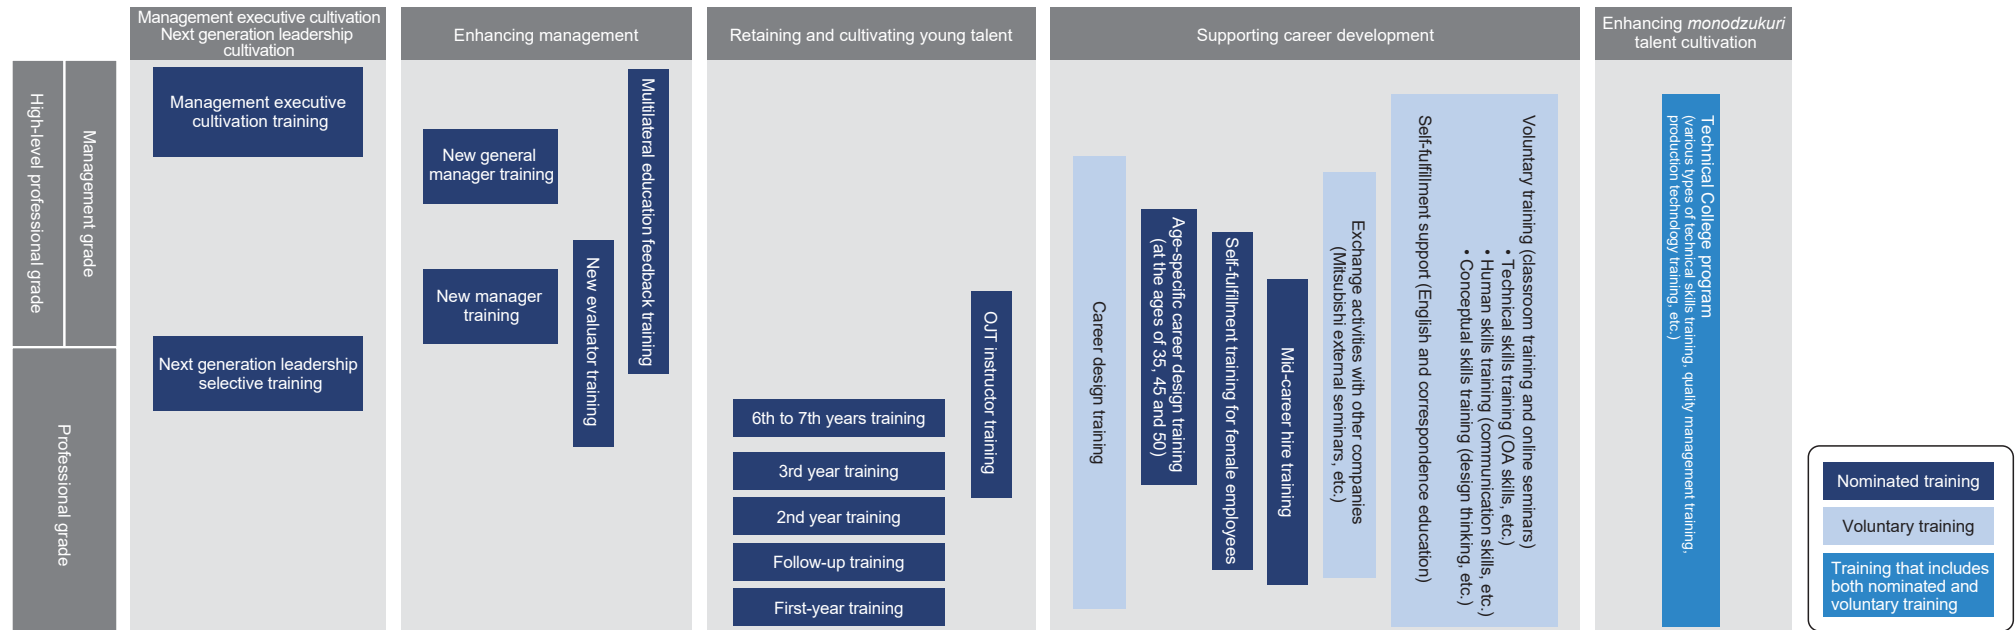 Management executive cultivation
Next generation leadership
cultivation
Enhancing management
Retaining and cultivating young talent
Supporting career development
Enhancing monodzukuri
talent cultivation
High-level professional grade
Management grade
Professional grade
Management executive
cultivation training
Next generation leadership
selective training
New general
manager training
New manager
training
New evaluator training
Multilateral education feedback training
6th to 7th years training
3rd year training
2nd year training
Follow-up training
First-year training
OJT instructor training
Career design training
Age-specific career design training
(at the ages of 35, 45 and 50)
Self-fulfillment training for female employees
Mid-career hire training
Exchange activities with other companies
(Mitsubishi external seminars, etc.)
Self-fulfillment support (English and correspondence education)
Voluntary training (classroom training and online seminars)
• Technical skills training (OA skills, etc.)
• Human skills training (communication skills, etc.)
• Conceptual skills training (design thinking, etc.)
Technical College program
(various types of technical skills training, quality management training,
production technology training, etc.)
Nominated training
Voluntary training
Training that includes
both nominated and
voluntary training